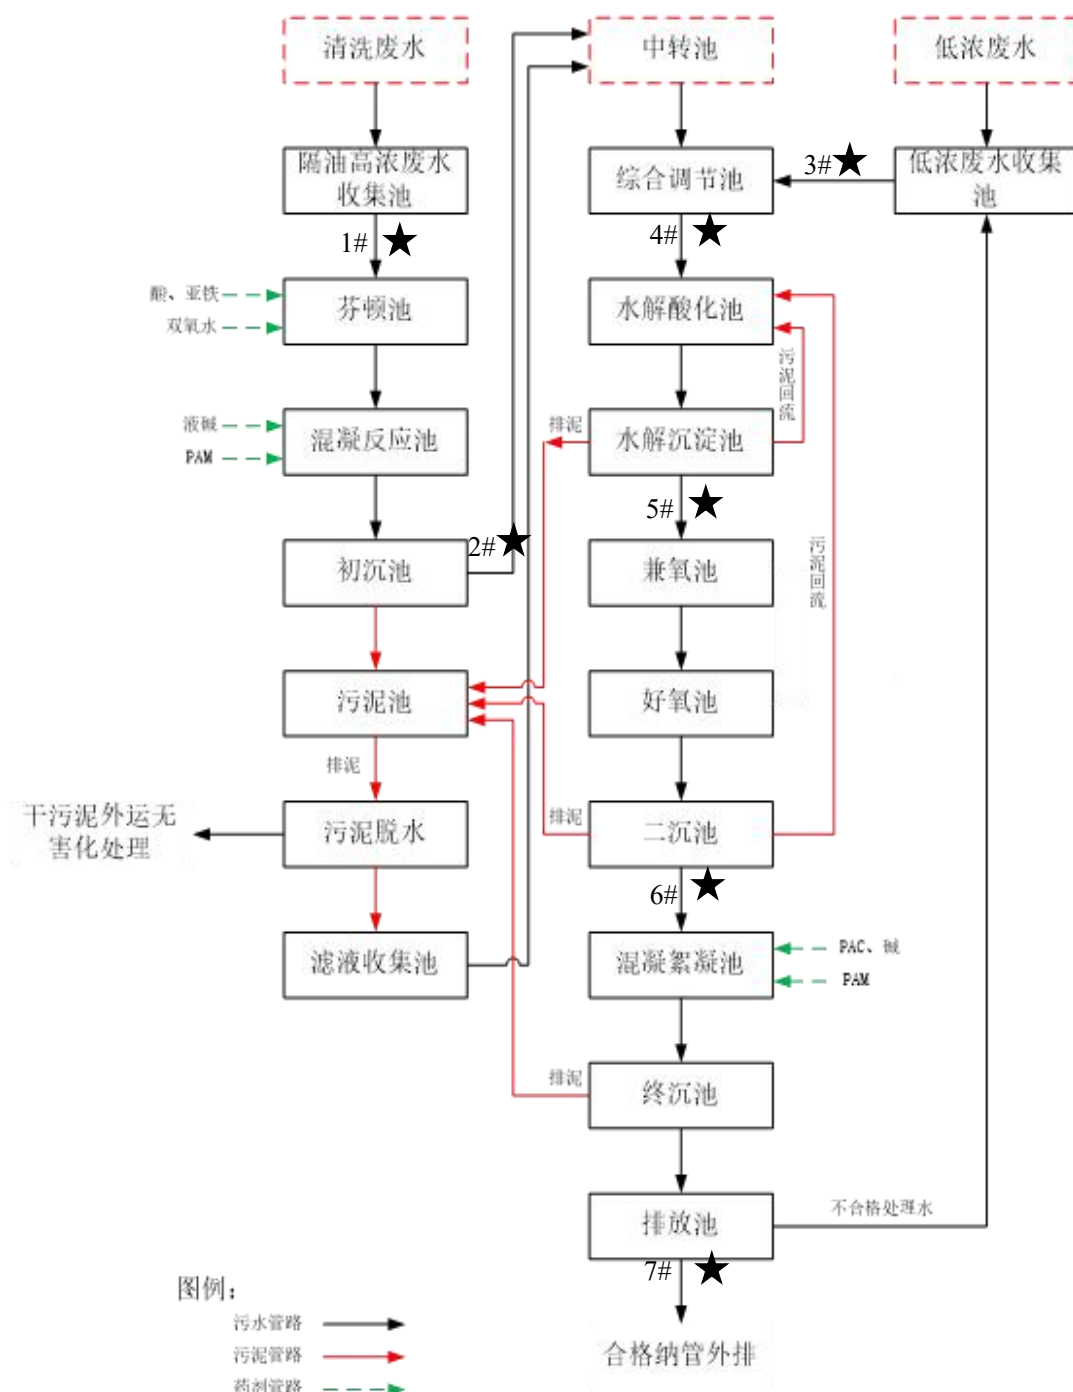 清洗废水
中转池
低浓废水
隔油高浓废水
收集池
综合调节池
3#
低浓废水收集
池
1#
4#
酸、亚铁
双氧水
芬顿池
水解酸化池
污泥回流
液碱
PAM
混凝反应池
排泥
水解沉淀池
5#
2#
初沉池
兼氧池
污泥回流
污泥池
好氧池
排泥
干污泥外运无
害化处理
污泥脱水
排泥
二沉池
6#
滤液收集池
混凝絮凝池
PAC、碱
PAM
排泥
终沉池
排放池
不合格处理水
7#
图例：
污水管路
污泥管路
药剂管路
合格纳管外排